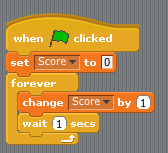 when clicked
set Score to 0
forever
change Score by 1
wait 1 secs